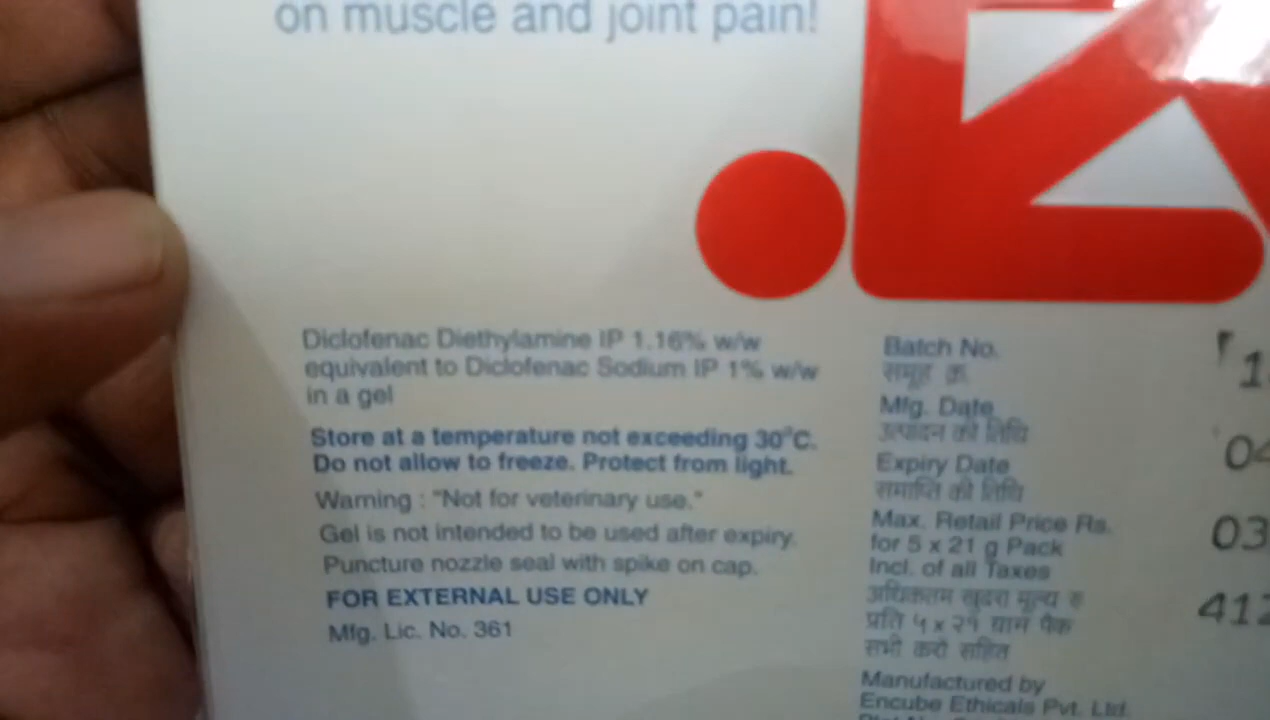 on muscle and joint pain!
Diclofenac Diethylamine IP 1.16% w/w
equivalent to Diclofenac Sodium IP 1% w/w
in a gel
Store at a temperature not exceeding 30°C.
Do not allow to freeze. Protect from light.
Warning : "Not for veterinary use."
Gel is not intended to be used after expiry.
Puncture nozzle seal with spike on cap.
FOR EXTERNAL USE ONLY
Mfg. Lic. No. 361
Batch No.
समूह क्र.
Mfg. Date 04
उत्पादन की तिथि
Expiry Date 03
समाप्ति की तिथि
Max. Retail Price Rs. 412
for 5 x 21 g Pack
Incl. of all Taxes
अधिकतम खुदरा मूल्य रु
प्रति ५ x २१ ग्राम पैक
सभी करों सहित
Manufactured by
Encube Ethicals Pvt. Ltd.